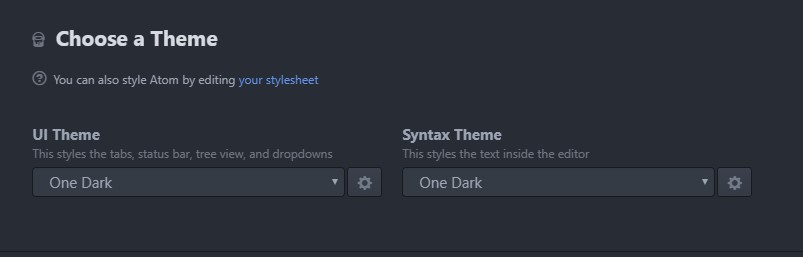 Choose a Theme
You can also style Atom by editing your stylesheet
UI Theme
This styles the tabs, status bar, tree view, and dropdowns
One Dark
Syntax Theme
This styles the text inside the editor
One Dark